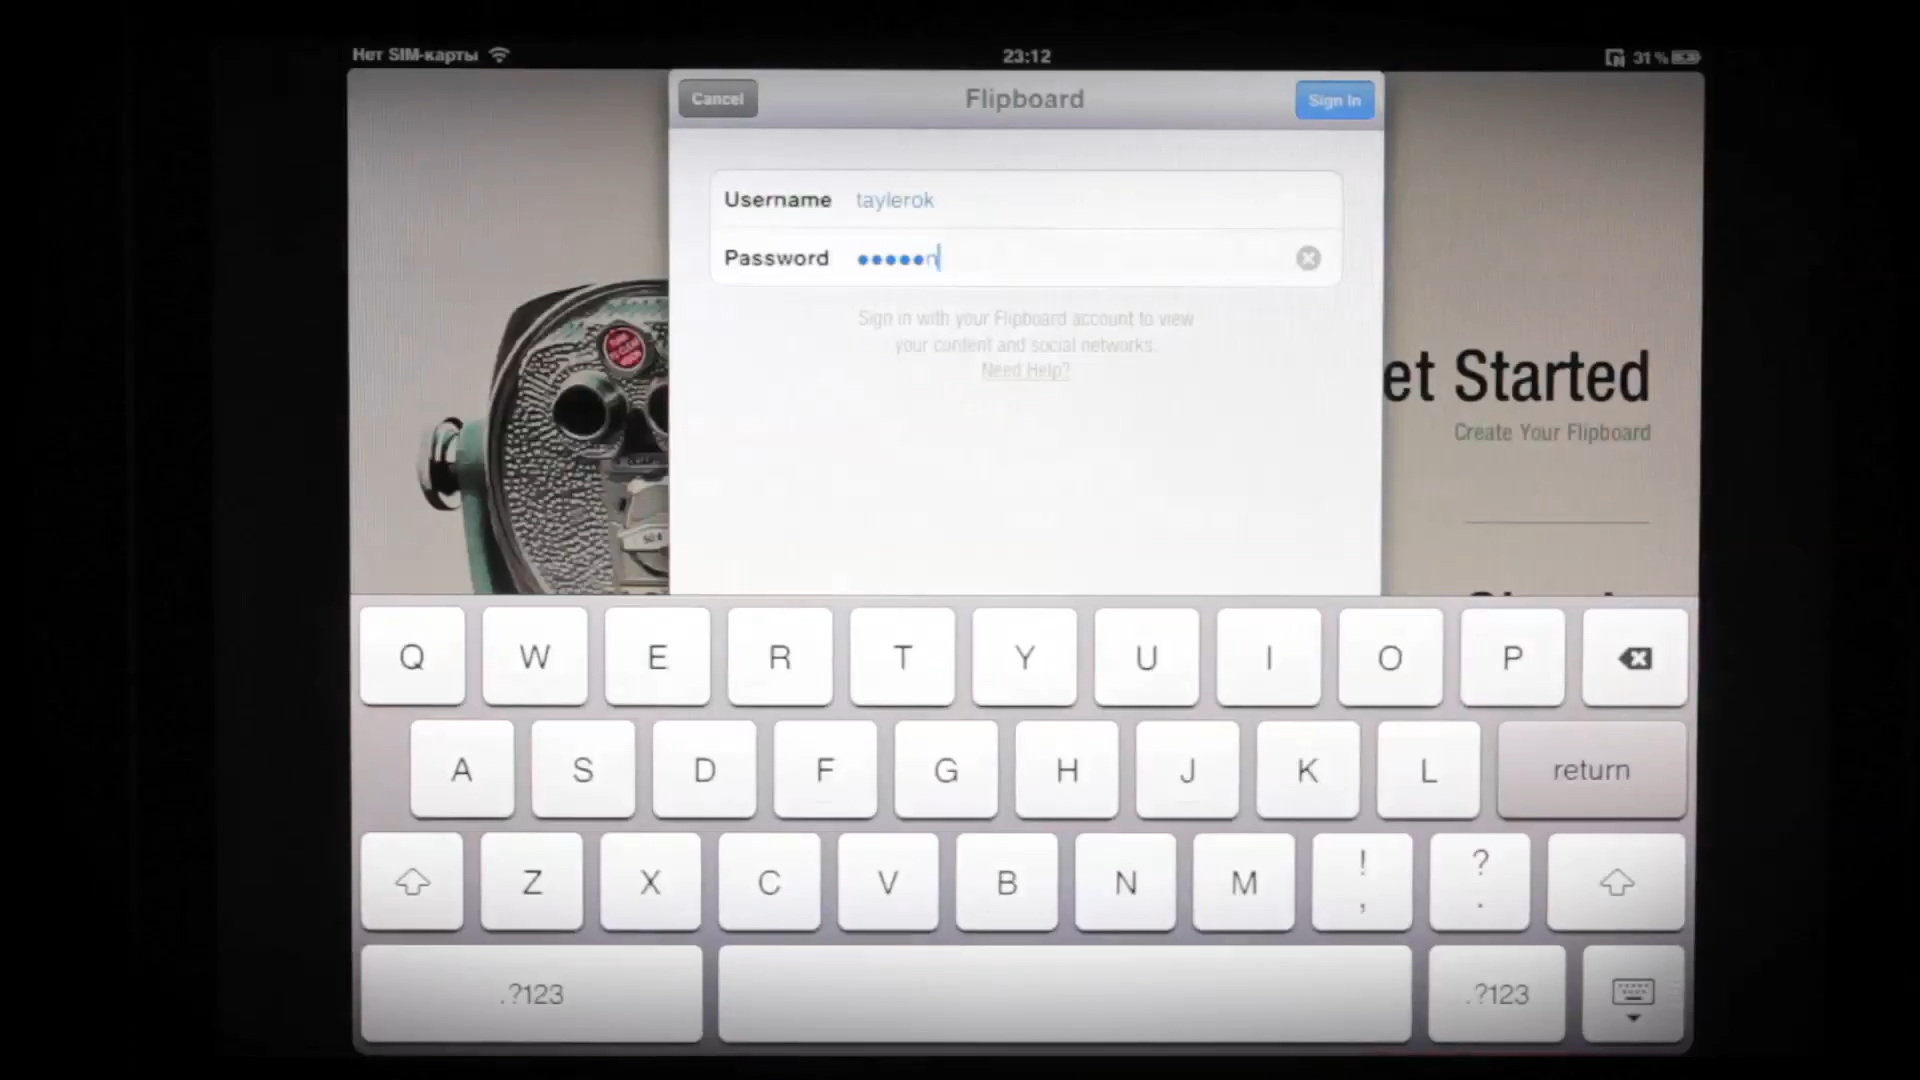 Нет SIM-карты
23:12
31 %
Cancel
Flipboard
Sign In
Username taylerok
Password •••••n
Sign in with your Flipboard account to view
your content and social networks.
Need Help?
et Started
Create Your Flipboard
Q W E R T Y U I O P
A S D F G H J K L return
Z X C V B N M ! , ? .
.?123 .?123